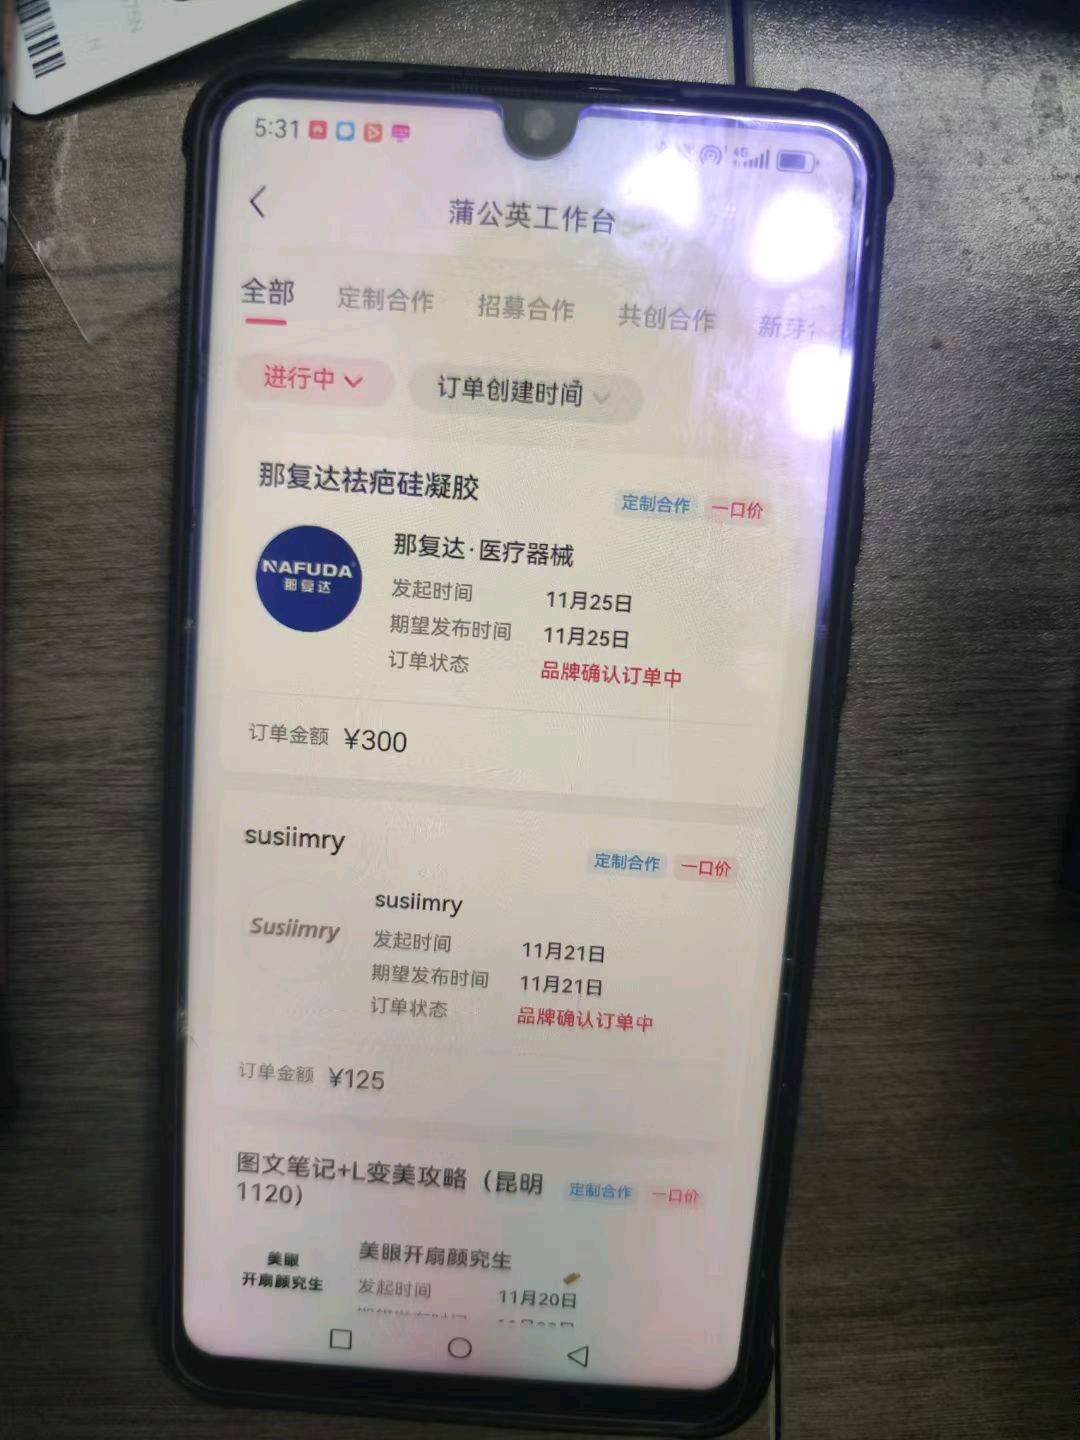 5:31
4G
蒲公英工作台
全部 定制合作 招募合作 共创合作 新芽
进行中 订单创建时间
那复达祛疤硅凝胶 定制合作 一口价
NAFUDA®
那复达
那复达·医疗器械
发起时间 11月25日
期望发布时间 11月25日
订单状态 品牌确认订单中
订单金额 ¥300
susiimry 定制合作 一口价
Susiimry
susiimry
发起时间 11月21日
期望发布时间 11月21日
订单状态 品牌确认订单中
订单金额 ¥125
图文笔记+L变美攻略（昆明 定制合作 一口价
1120）
美眼
开扇颜究生
美眼开扇颜究生
发起时间 11月20日